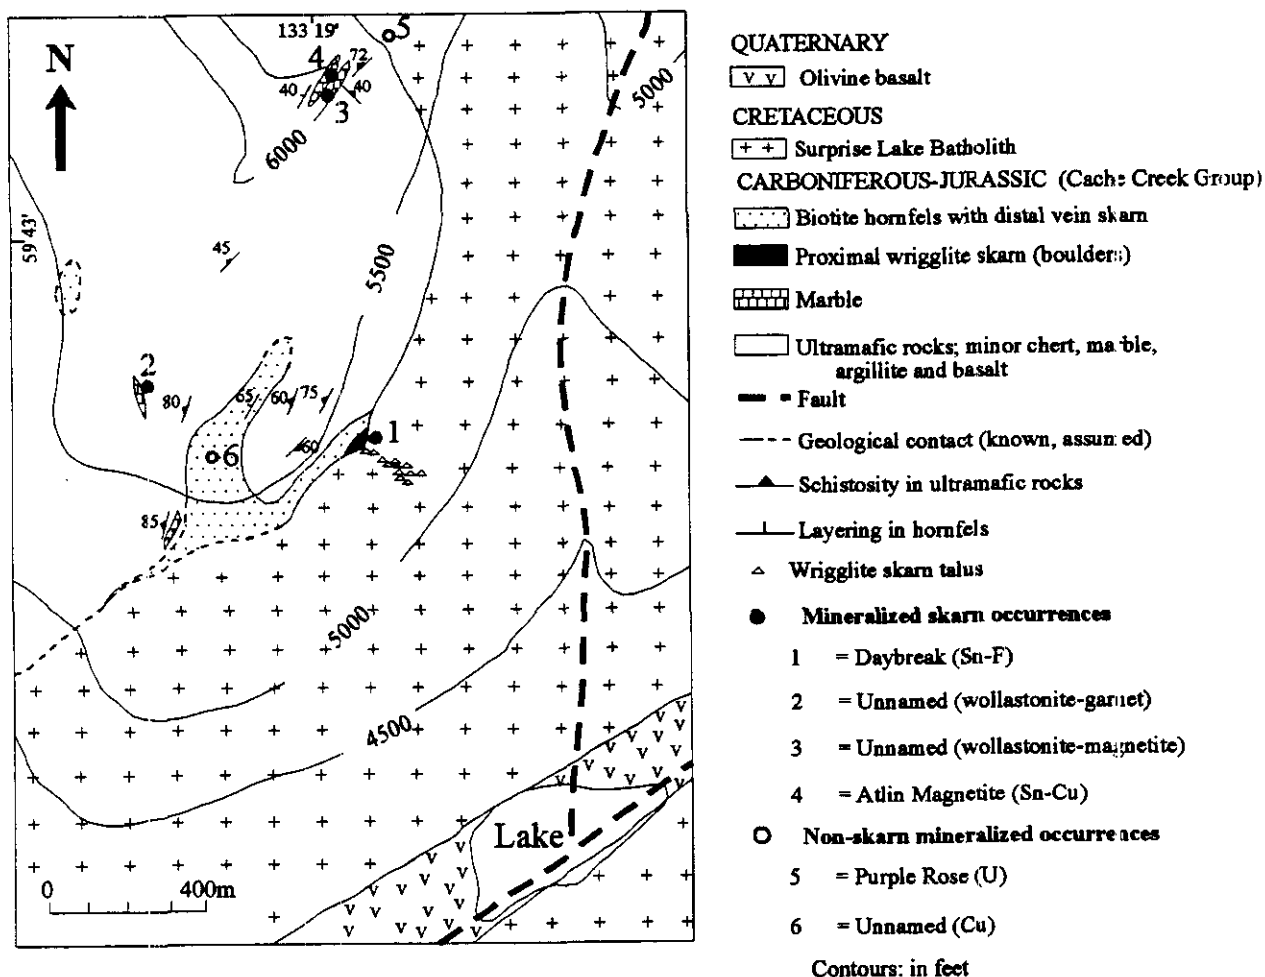 133 19'
5
N
4
72
40
40
3
5000
6000
59 43'
45
5500
2
80
65
60
75
60
1
6
85
5000
4500
Lake
0 400m
QUATERNARY
v v Olivine basalt
CRETACEOUS
+ + Surprise Lake Batholith
CARBONIFEROUS-JURASSIC (Cache Creek Group)
Biotite hornfels with distal vein skarn
Proximal wrigglite skarn (boulders)
Marble
Ultramafic rocks; minor chert, marble,
argillite and basalt
Fault
Geological contact (known, assumed)
Schistosity in ultramafic rocks
Layering in hornfels
Wrigglite skarn talus
Mineralized skarn occurrences
1 = Daybreak (Sn-F)
2 = Unnamed (wollastonite-garnet)
3 = Unnamed (wollastonite-magnetite)
4 = Atlin Magnetite (Sn-Cu)
Non-skarn mineralized occurrences
5 = Purple Rose (U)
6 = Unnamed (Cu)
Contours: in feet